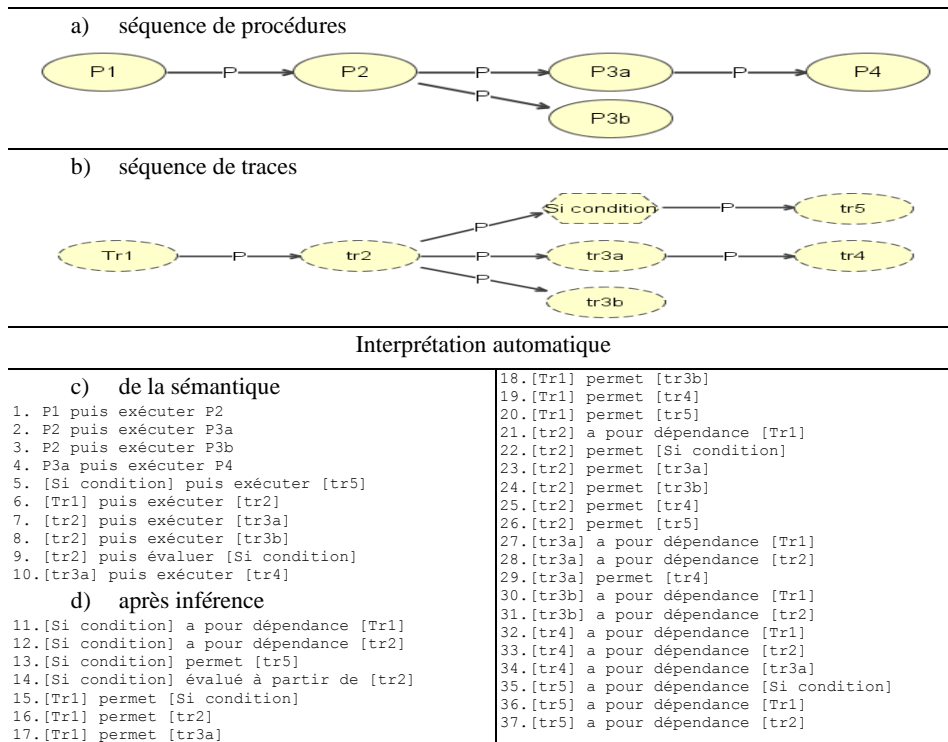 a) séquence de procédures
P1 P P2 P P3a P P4
P
P3b
b) séquence de traces
Si condition P tr5
P
Tr1 P tr2 P tr3a P tr4
P
tr3b
Interprétation automatique
c) de la sémantique
1. P1 puis exécuter P2
2. P2 puis exécuter P3a
3. P2 puis exécuter P3b
4. P3a puis exécuter P4
5. [Si condition] puis exécuter [tr5]
6. [Tr1] puis exécuter [tr2]
7. [tr2] puis exécuter [tr3a]
8. [tr2] puis exécuter [tr3b]
9. [tr2] puis évaluer [Si condition]
10.[tr3a] puis exécuter [tr4]
d) après inférence
11.[Si condition] a pour dépendance [Tr1]
12.[Si condition] a pour dépendance [tr2]
13.[Si condition] permet [tr5]
14.[Si condition] évalué à partir de [tr2]
15.[Tr1] permet [Si condition]
16.[Tr1] permet [tr2]
17.[Tr1] permet [tr3a]
18.[Tr1] permet [tr3b]
19.[Tr1] permet [tr4]
20.[Tr1] permet [tr5]
21.[tr2] a pour dépendance [Tr1]
22.[tr2] permet [Si condition]
23.[tr2] permet [tr3a]
24.[tr2] permet [tr3b]
25.[tr2] permet [tr4]
26.[tr2] permet [tr5]
27.[tr3a] a pour dépendance [Tr1]
28.[tr3a] a pour dépendance [tr2]
29.[tr3a] permet [tr4]
30.[tr3b] a pour dépendance [Tr1]
31.[tr3b] a pour dépendance [tr2]
32.[tr4] a pour dépendance [Tr1]
33.[tr4] a pour dépendance [tr2]
34.[tr4] a pour dépendance [tr3a]
35.[tr5] a pour dépendance [Si condition]
36.[tr5] a pour dépendance [Tr1]
37.[tr5] a pour dépendance [tr2]